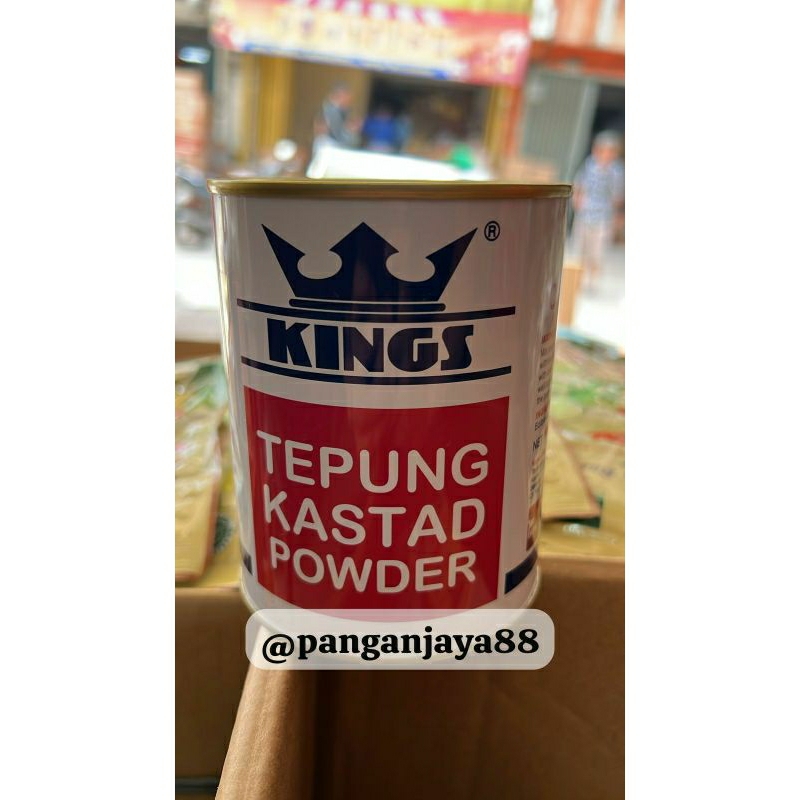 ®
KINGS
TEPUNG
KASTAD
POWDER
@panganjaya88